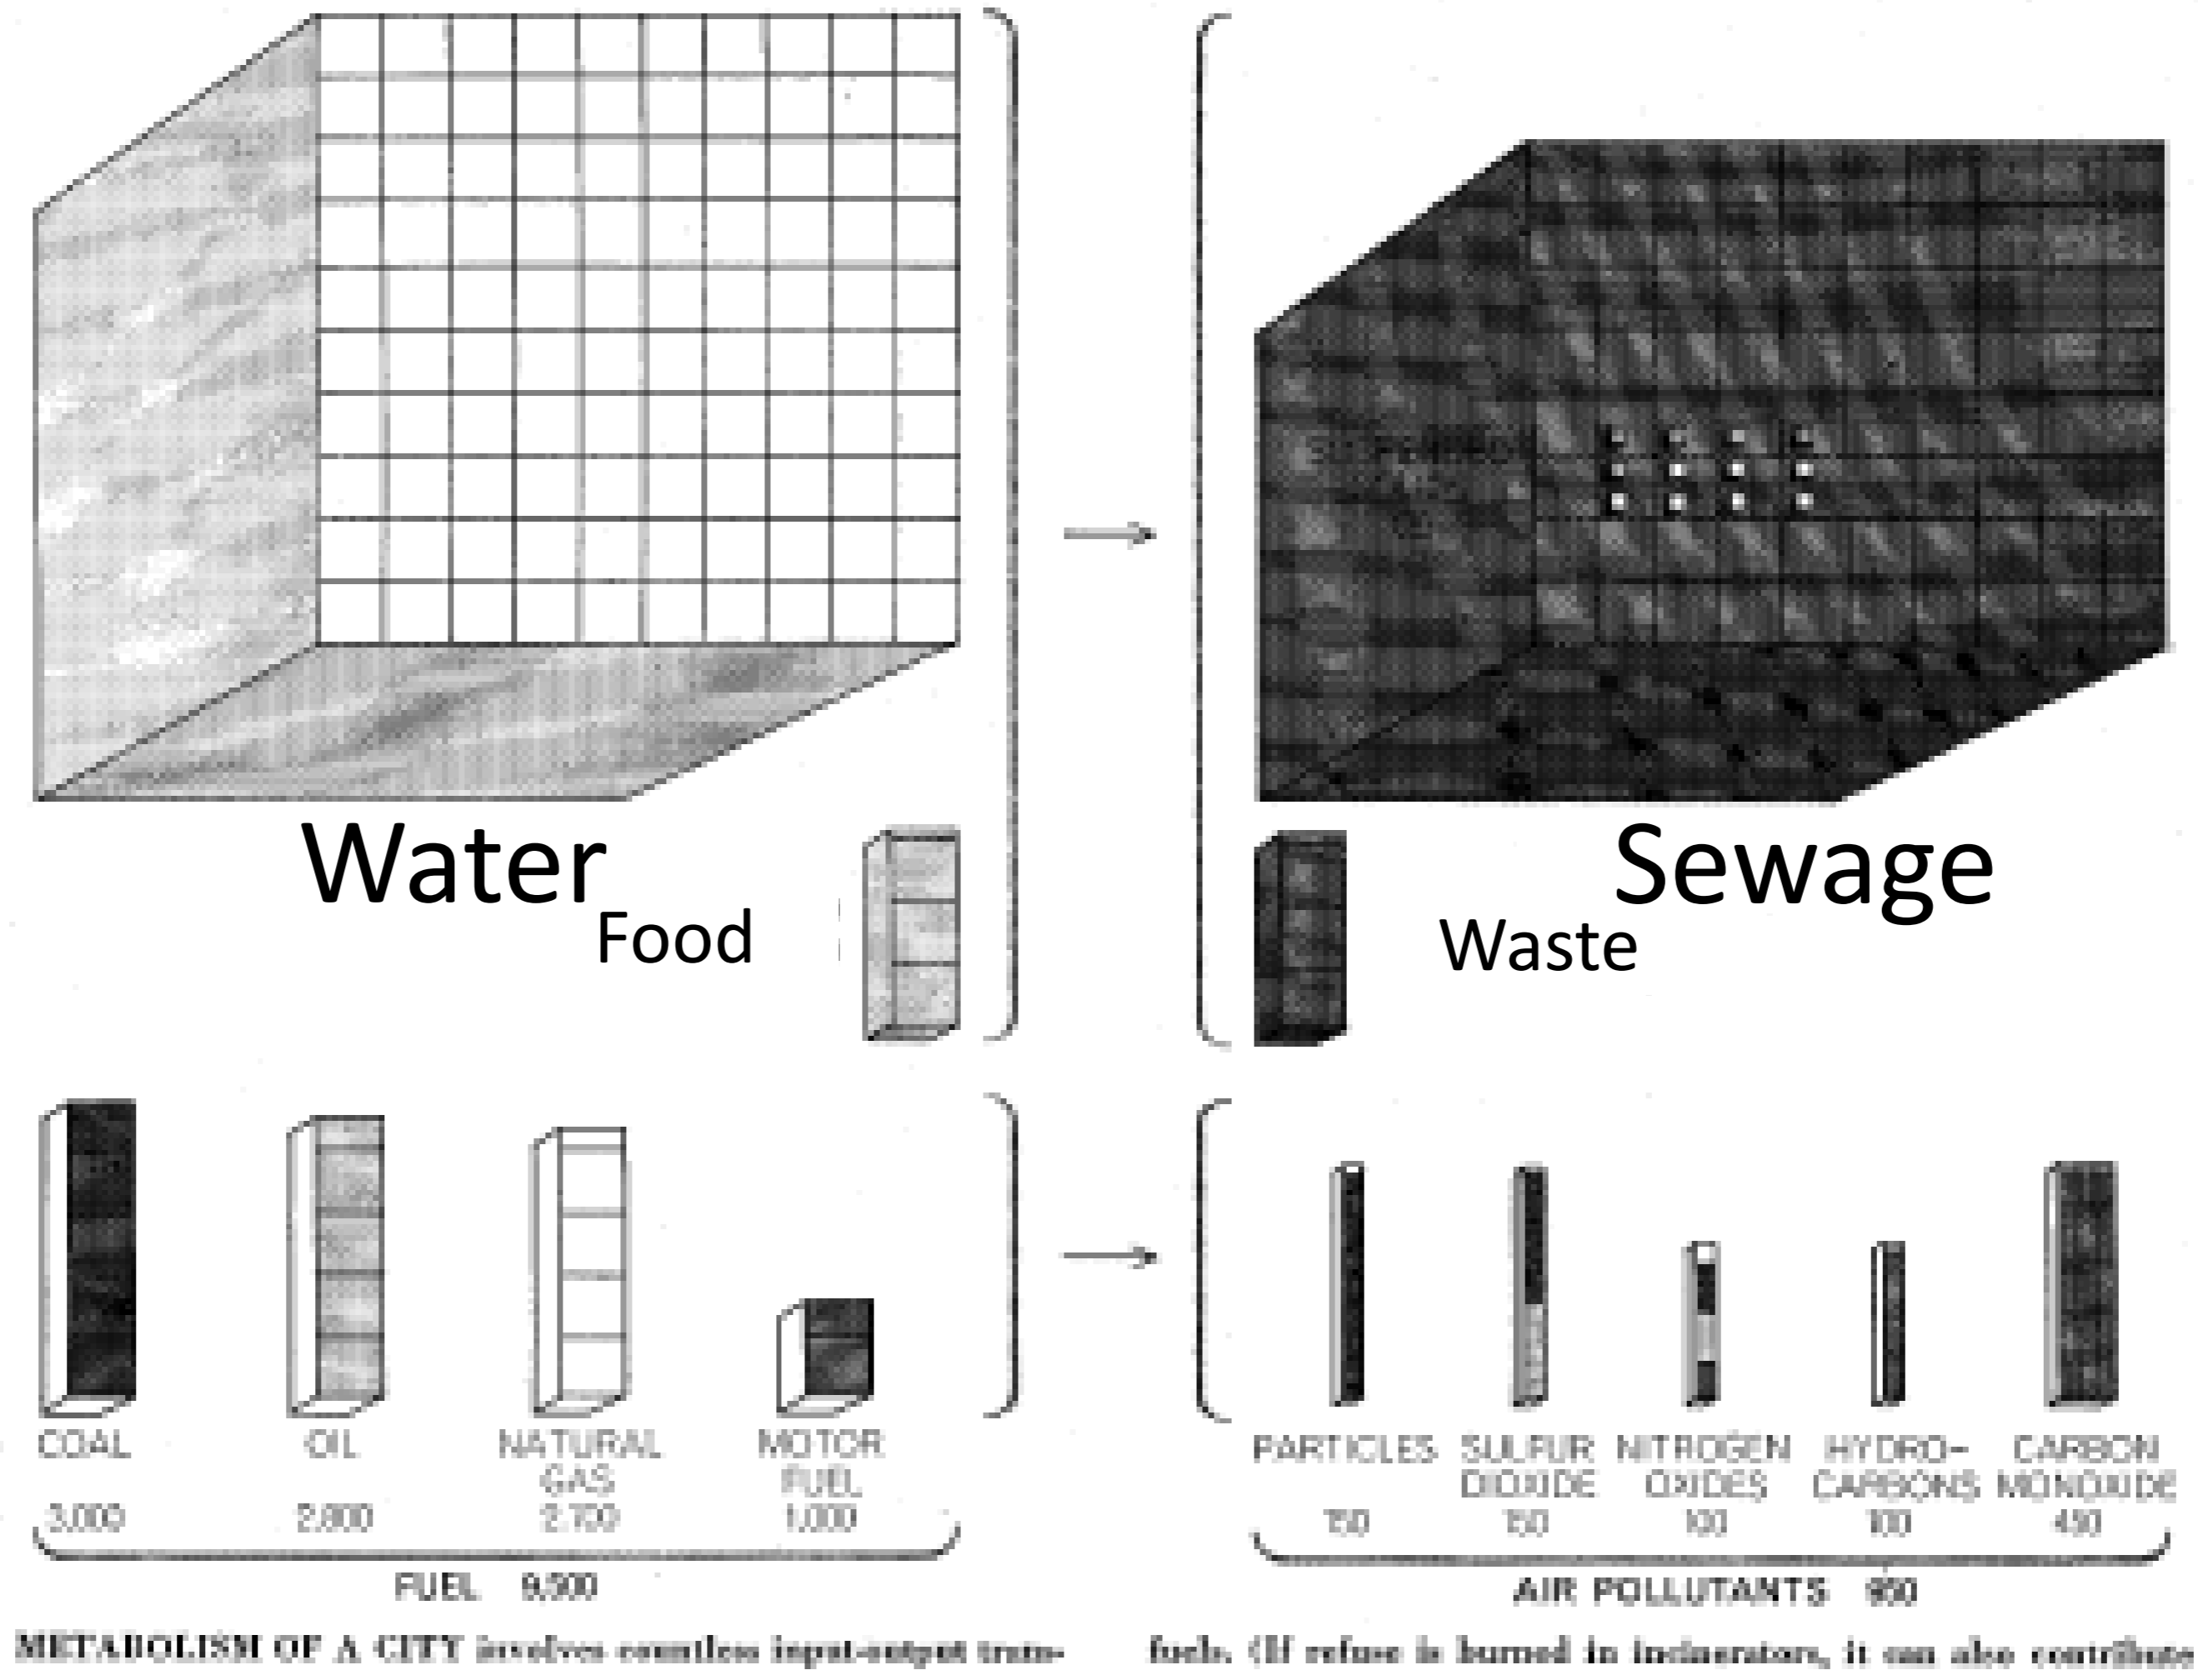 Water
Food
Sewage
Waste
COAL
OIL
NATURAL
GAS
MOTOR
FUEL
3,000
2,800
2,700
1,000
FUEL 9,500
PARTICLES
SULFUR
DIOXIDE
NITROGEN
OXIDES
HYDRO-
CARBONS
CARBON
MONOXIDE
150
150
100
100
450
AIR POLLUTANTS 950
METABOLISM OF A CITY involves countless input-output tran-
fuels. (If refuse is burned in incinerators, it can also contribute